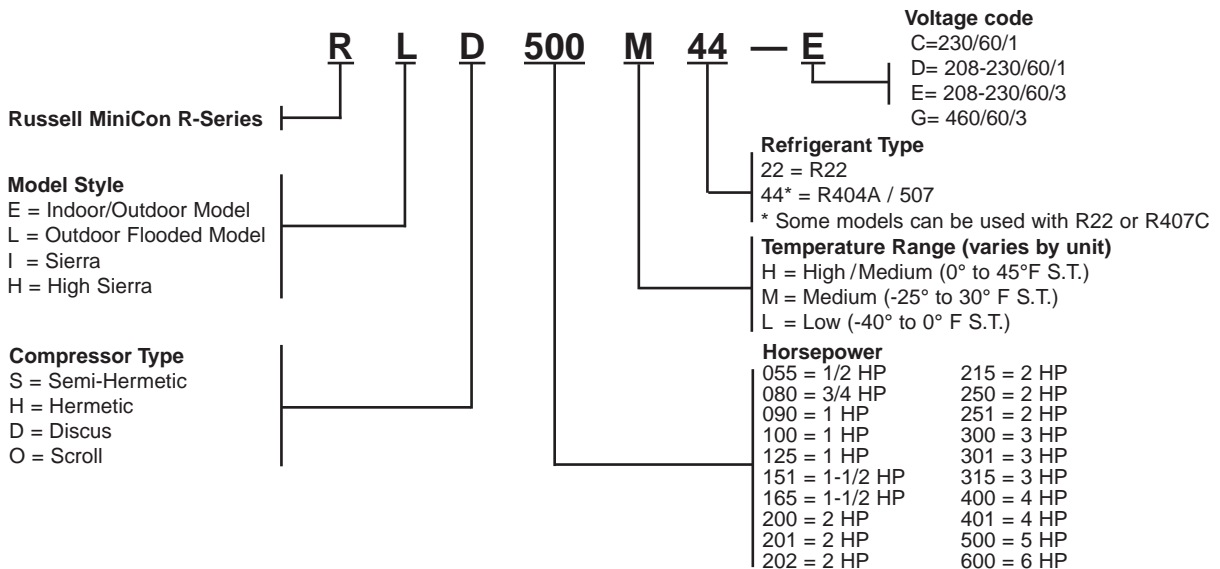 R L D 500 M 44 — E
Voltage code
C=230/60/1
D= 208-230/60/1
E= 208-230/60/3
G= 460/60/3
Russell MiniCon R-Series
Refrigerant Type
22 = R22
44* = R404A / 507
* Some models can be used with R22 or R407C
Model Style
E = Indoor/Outdoor Model
L = Outdoor Flooded Model
I = Sierra
H = High Sierra
Temperature Range (varies by unit)
H = High/Medium (0° to 45°F S.T.)
M = Medium (-25° to 30° F S.T.)
L = Low (-40° to 0° F S.T.)
Compressor Type
S = Semi-Hermetic
H = Hermetic
D = Discus
O = Scroll
Horsepower
055 = 1/2 HP
080 = 3/4 HP
090 = 1 HP
100 = 1 HP
125 = 1 HP
151 = 1-1/2 HP
165 = 1-1/2 HP
200 = 2 HP
201 = 2 HP
202 = 2 HP
215 = 2 HP
250 = 2 HP
251 = 2 HP
300 = 3 HP
301 = 3 HP
315 = 3 HP
400 = 4 HP
401 = 4 HP
500 = 5 HP
600 = 6 HP